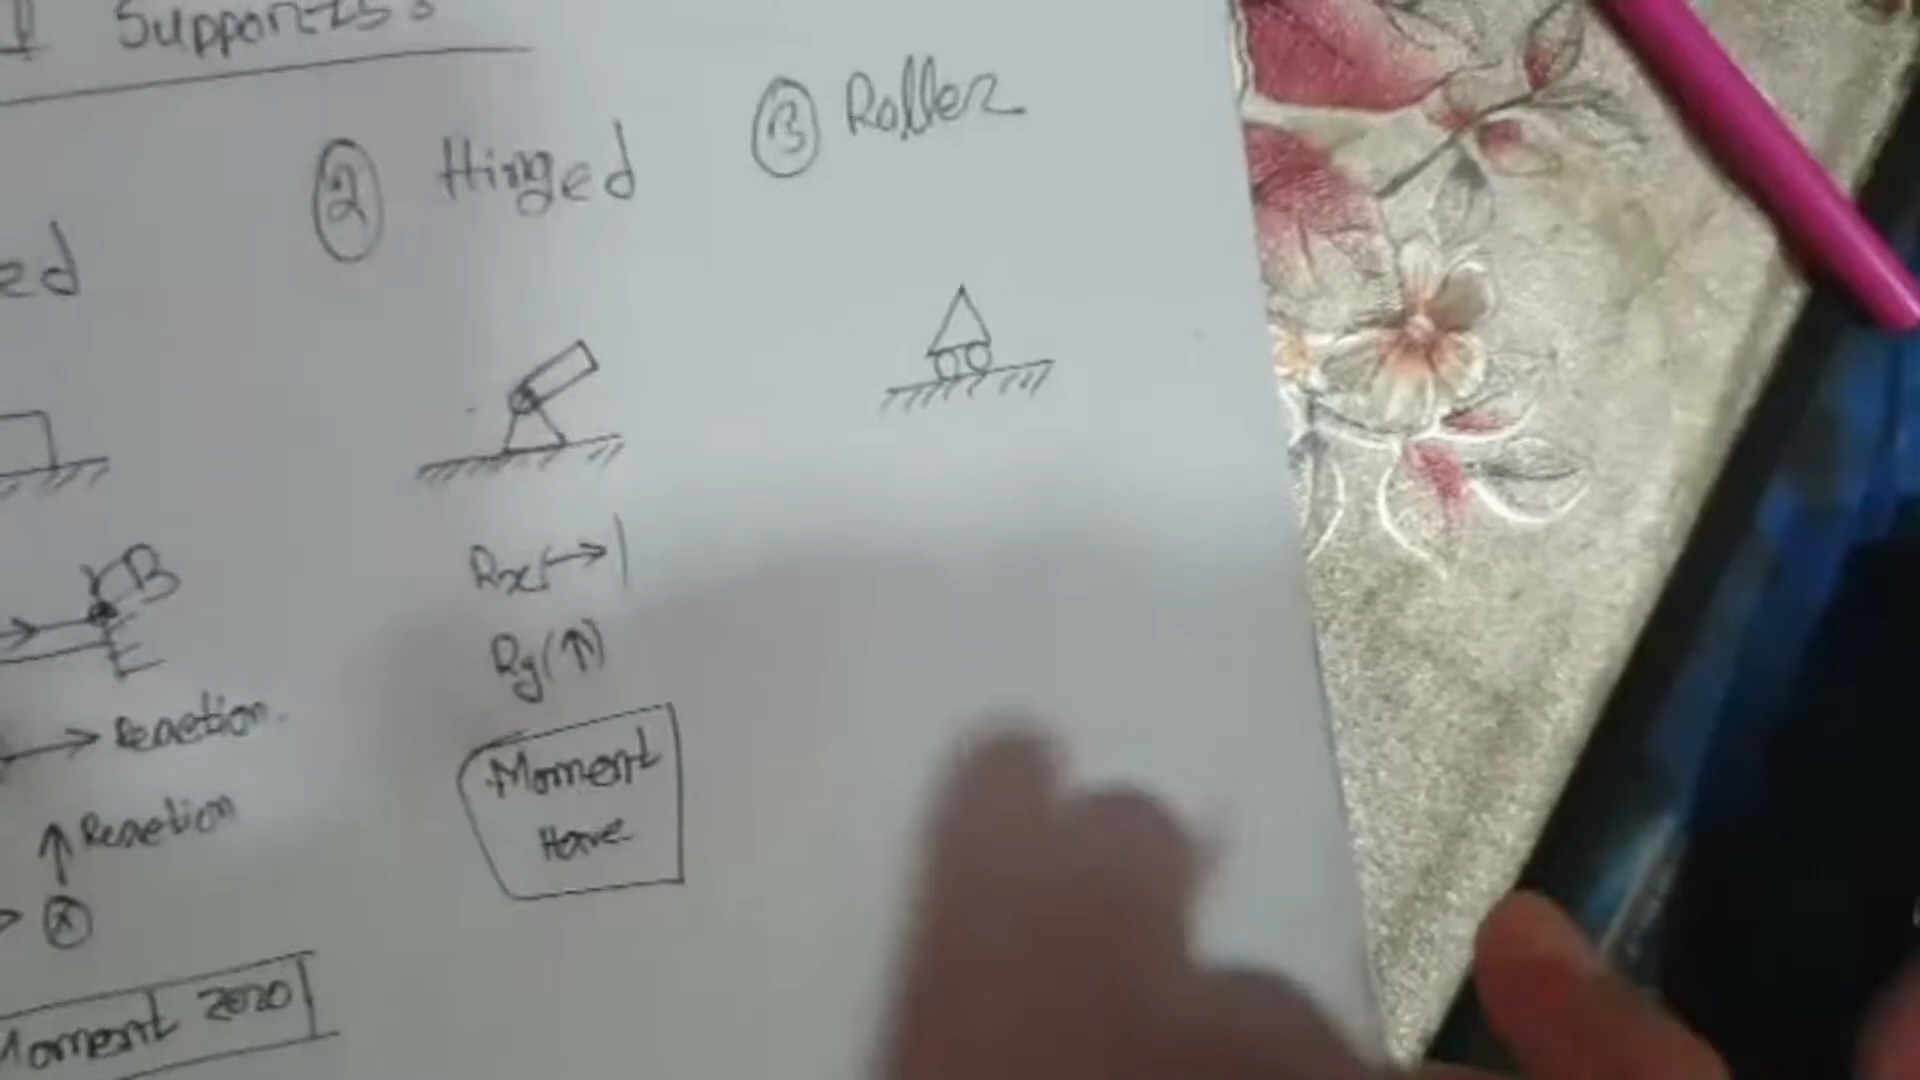 Supports :
② Hinged
③ Roller
ed
B
Rx(→)
Ry(↑)
→ Reaction.
↑ Reaction
Moment
Have
Moment zero